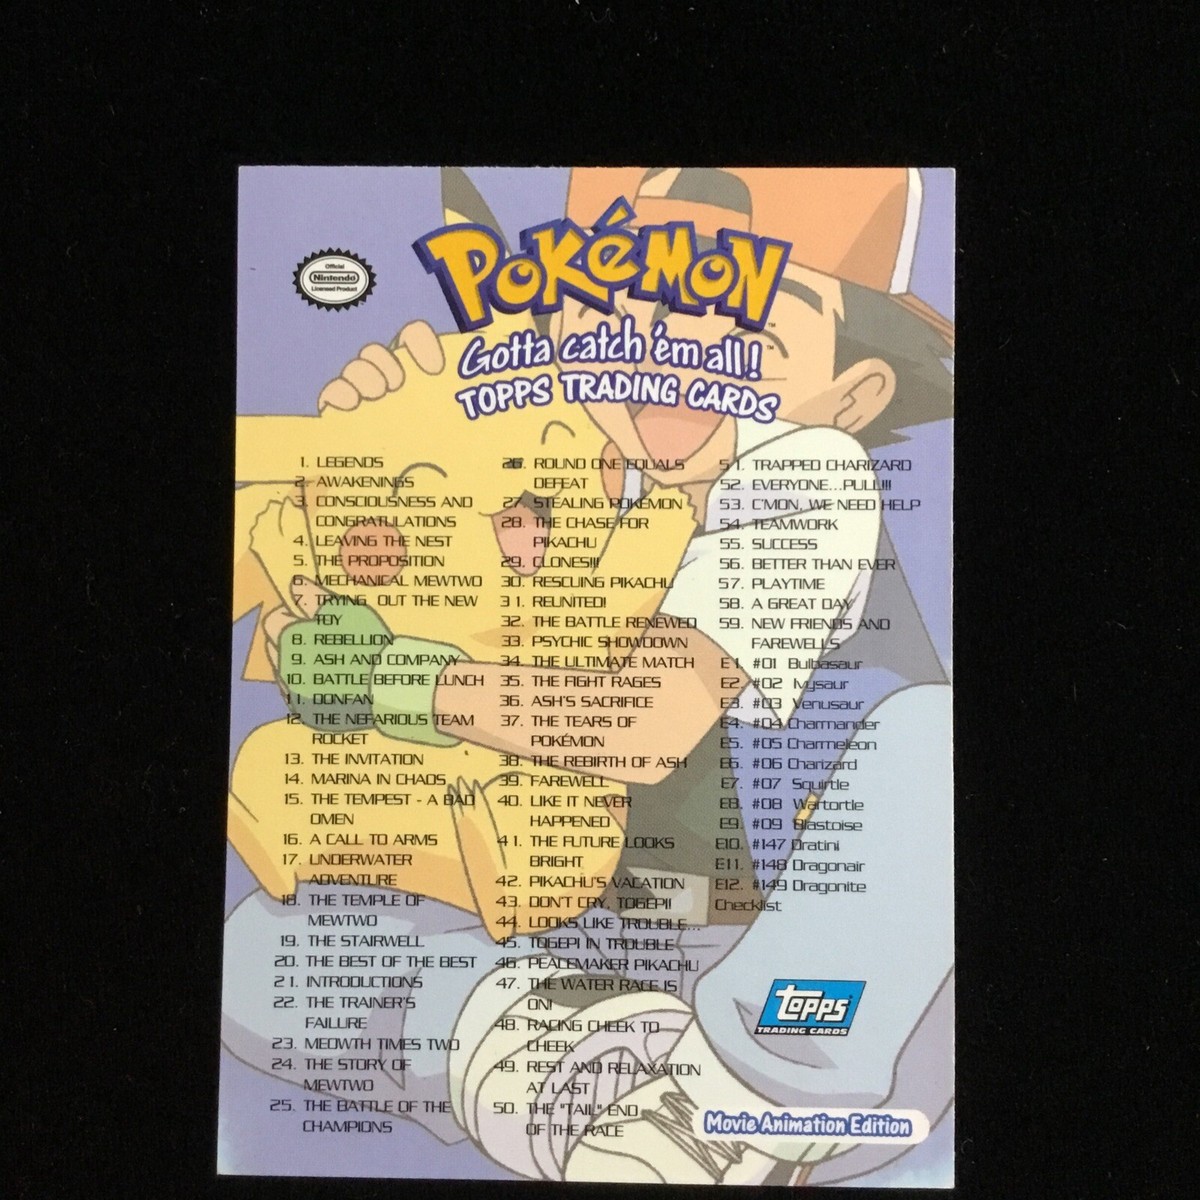 Official
Nintendo
Licensed Product
POKéMON™
Gotta catch 'em all!™
TOPPS TRADING CARDS
1. LEGENDS
2. AWAKENINGS
3. CONSCIOUSNESS AND
CONGRATULATIONS
4. LEAVING THE NEST
5. THE PROPOSITION
6. MECHANICAL MEWTWO
7. TRYING OUT THE NEW
TOY
8. REBELLION
9. ASH AND COMPANY
10. BATTLE BEFORE LUNCH
11. DONFAN
12. THE NEFARIOUS TEAM
ROCKET
13. THE INVITATION
14. MARINA IN CHAOS
15. THE TEMPEST - A BAD
OMEN
16. A CALL TO ARMS
17. UNDERWATER
ADVENTURE
18. THE TEMPLE OF
MEWTWO
19. THE STAIRWELL
20. THE BEST OF THE BEST
21. INTRODUCTIONS
22. THE TRAINER'S
FAILURE
23. MEOWTH TIMES TWO
24. THE STORY OF
MEWTWO
25. THE BATTLE OF THE
CHAMPIONS
26. ROUND ONE EQUALS
DEFEAT
27. STEALING POKÉMON
28. THE CHASE FOR
PIKACHU
29. CLONES!!!
30. RESCUING PIKACHU
31. REUNITED!
32. THE BATTLE RENEWED
33. PSYCHIC SHOWDOWN
34. THE ULTIMATE MATCH
35. THE FIGHT RAGES
36. ASH'S SACRIFICE
37. THE TEARS OF
POKÉMON
38. THE REBIRTH OF ASH
39. FAREWELL
40. LIKE IT NEVER
HAPPENED
41. THE FUTURE LOOKS
BRIGHT
42. PIKACHU'S VACATION
43. DON'T CRY, TOGEPI!
44. LOOKS LIKE TROUBLE...
45. TOGEPI IN TROUBLE
46. PEACEMAKER PIKACHU
47. THE WATER RACE IS
ON!
48. RACING CHEEK TO
CHEEK
49. REST AND RELAXATION
AT LAST
50. THE "TAIL" END
OF THE RACE
51. TRAPPED CHARIZARD
52. EVERYONE...PULL!!!
53. C'MON, WE NEED HELP
54. TEAMWORK
55. SUCCESS
56. BETTER THAN EVER
57. PLAYTIME
58. A GREAT DAY
59. NEW FRIENDS AND
FAREWELLS
E1. #01 Bulbasaur
E2. #02 Ivysaur
E3. #03 Venusaur
E4. #04 Charmander
E5. #05 Charmeleon
E6. #06 Charizard
E7. #07 Squirtle
E8. #08 Wartortle
E9. #09 Blastoise
E10. #147 Dratini
E11. #148 Dragonair
E12. #149 Dragonite
Checklist
topps
TRADING CARDS
Movie Animation Edition